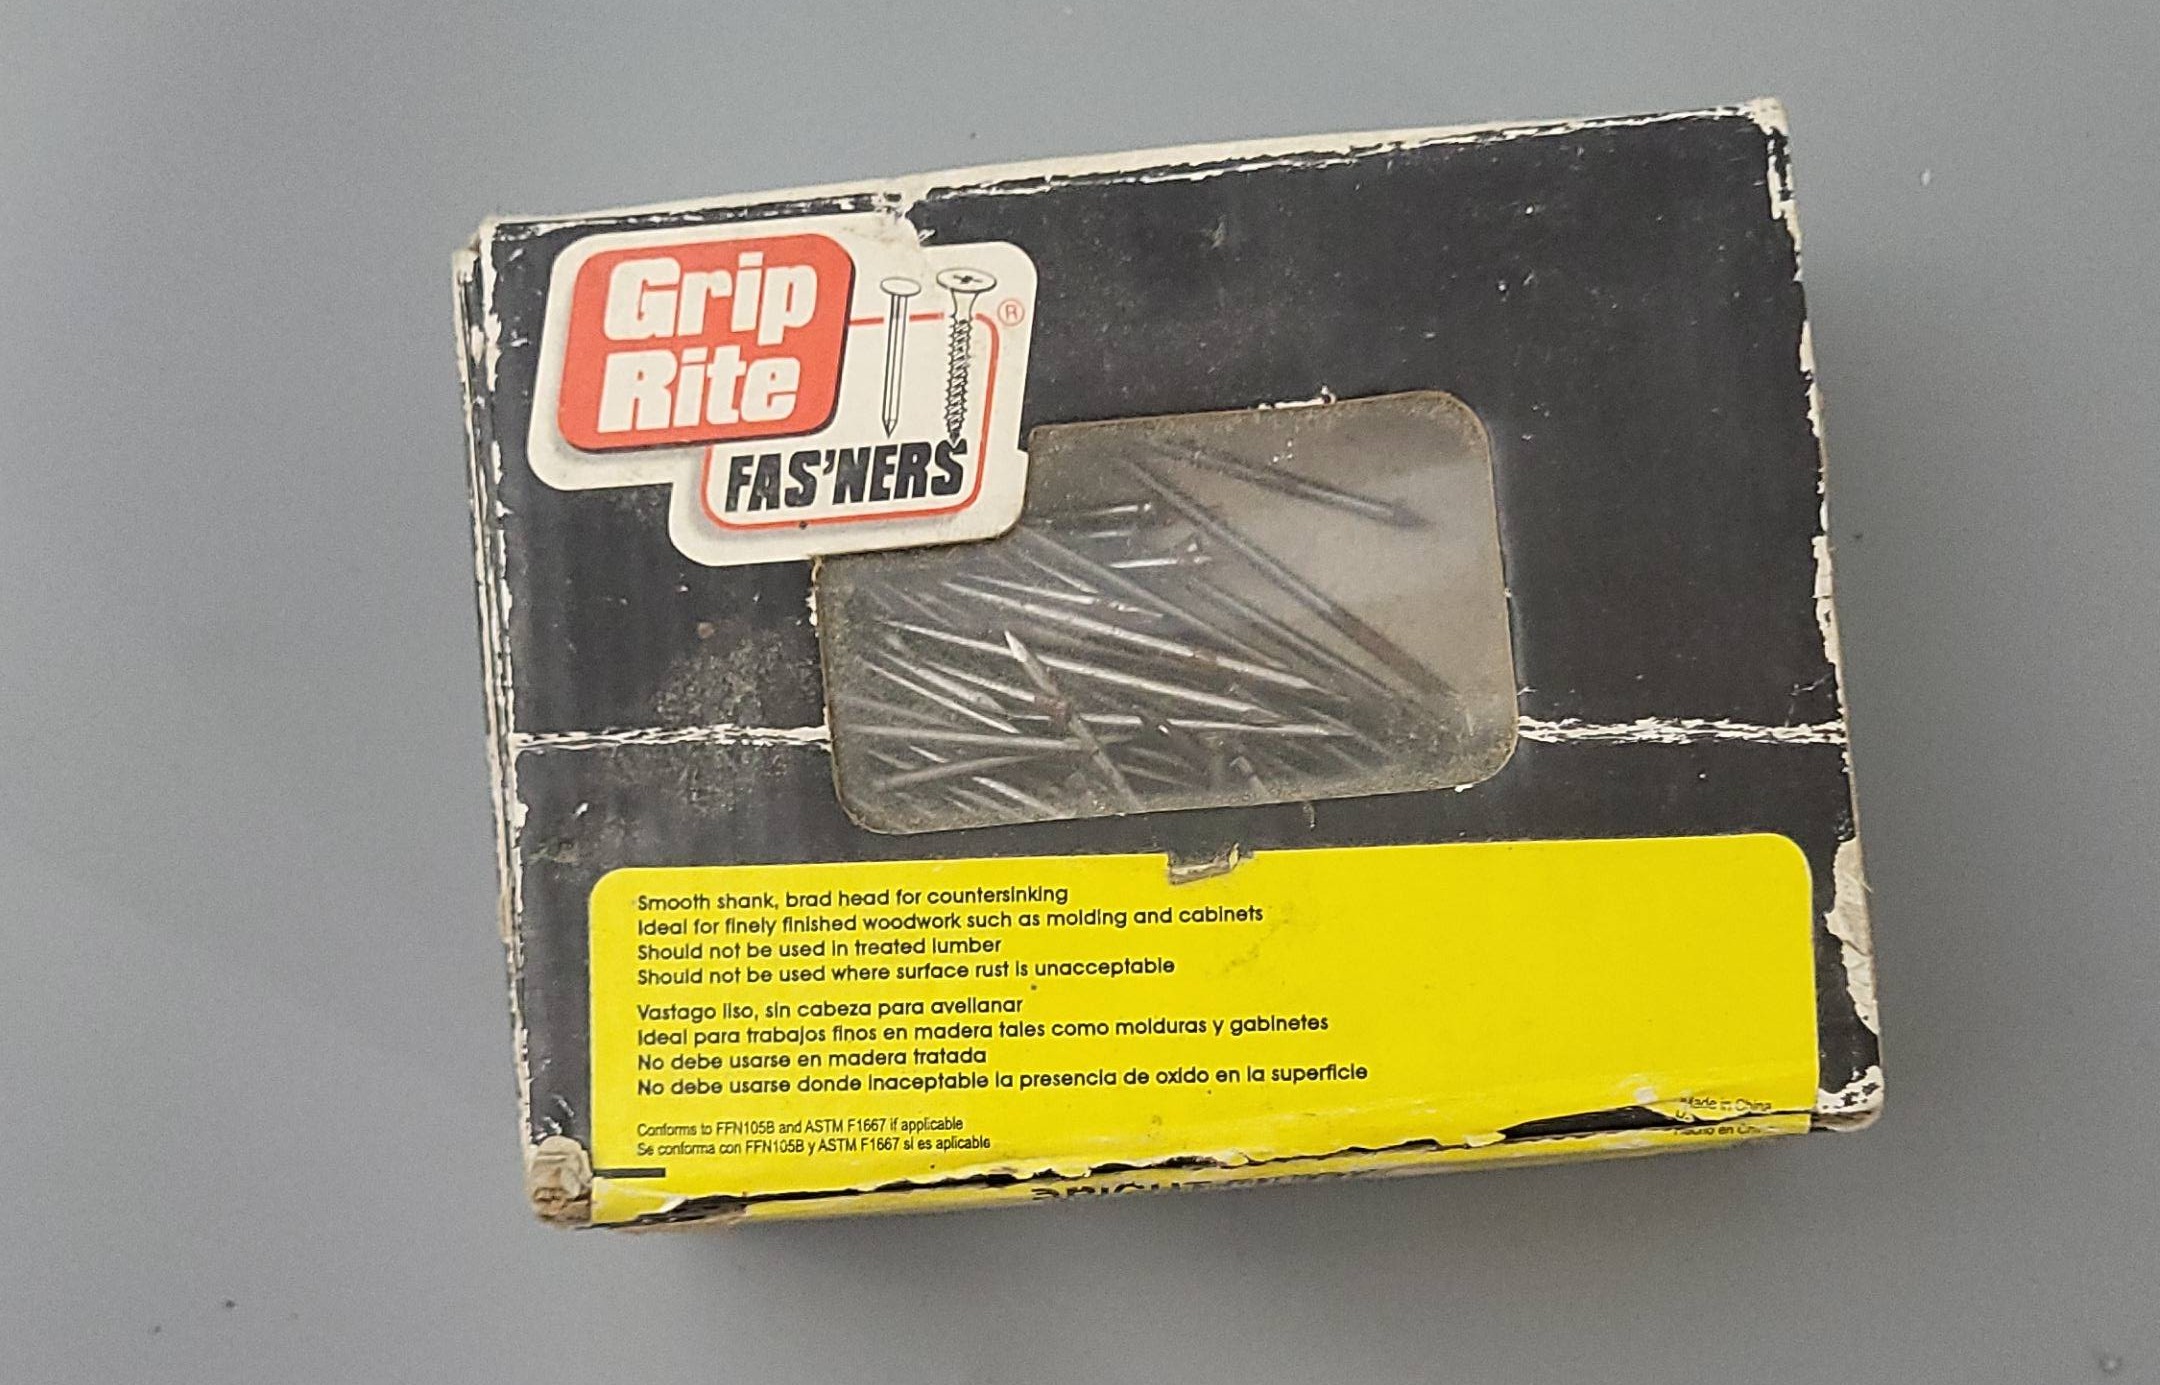 Grip
Rite
®
FAS'NERS
Smooth shank, brad head for countersinking
Ideal for finely finished woodwork such as molding and cabinets
Should not be used in treated lumber
Should not be used where surface rust is unacceptable
Vastago liso, sin cabeza para avellanar
Ideal para trabajos finos en madera tales como molduras y gabinetes
No debe usarse en madera tratada
No debe usarse donde inaceptable la presencia de oxido en la superficie
Conforms to FFN105B and ASTM F1667 if applicable
Se conforma con FFN105B y ASTM F1667 si es aplicable
Made in China